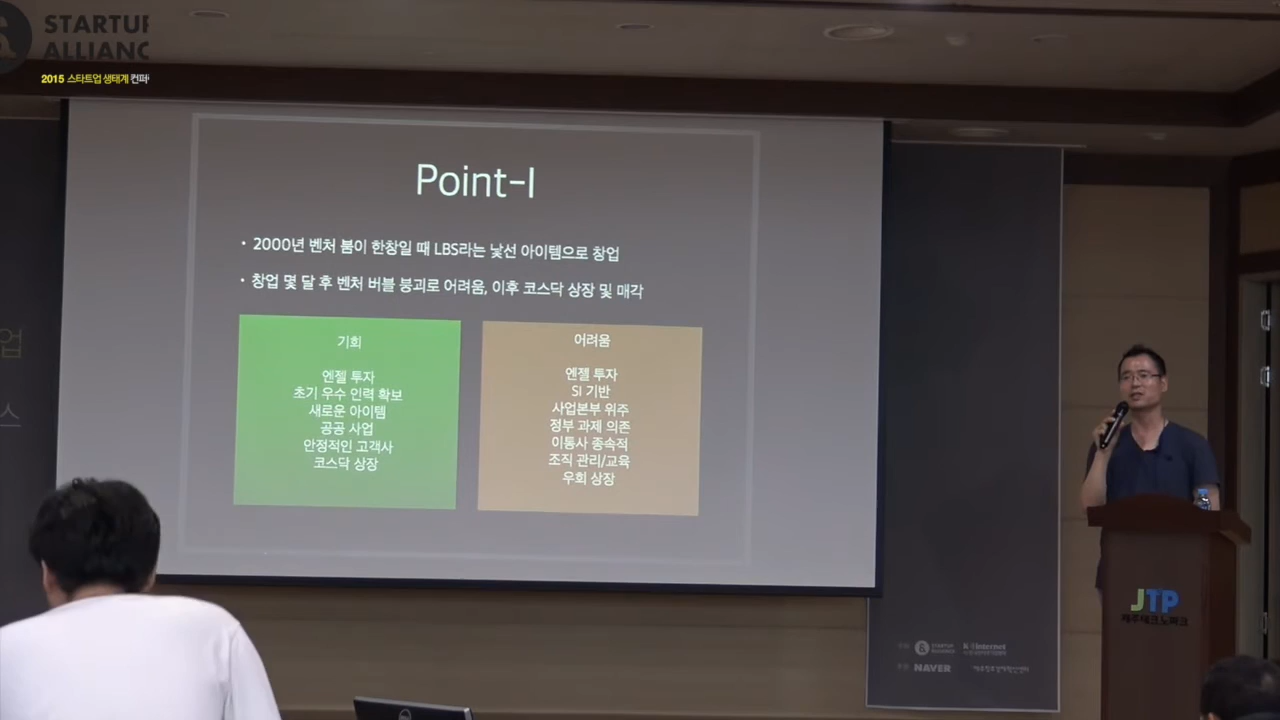 STARTUP
ALLIANC
2015 스타트업 생태계 컨퍼
Point-I
• 2000년 벤처 붐이 한창일 때 LBS라는 낯선 아이템으로 창업
• 창업 몇 달 후 벤처 버블 붕괴로 어려움, 이후 코스닥 상장 및 매각
기회
엔젤 투자
초기 우수 인력 확보
새로운 아이템
공공 사업
안정적인 고객사
코스닥 상장
어려움
엔젤 투자
SI 기반
사업본부 위주
정부 과제 의존
이통사 종속적
조직 관리/교육
우회 상장
업
스
JTP
제주테크노파크
NAVER